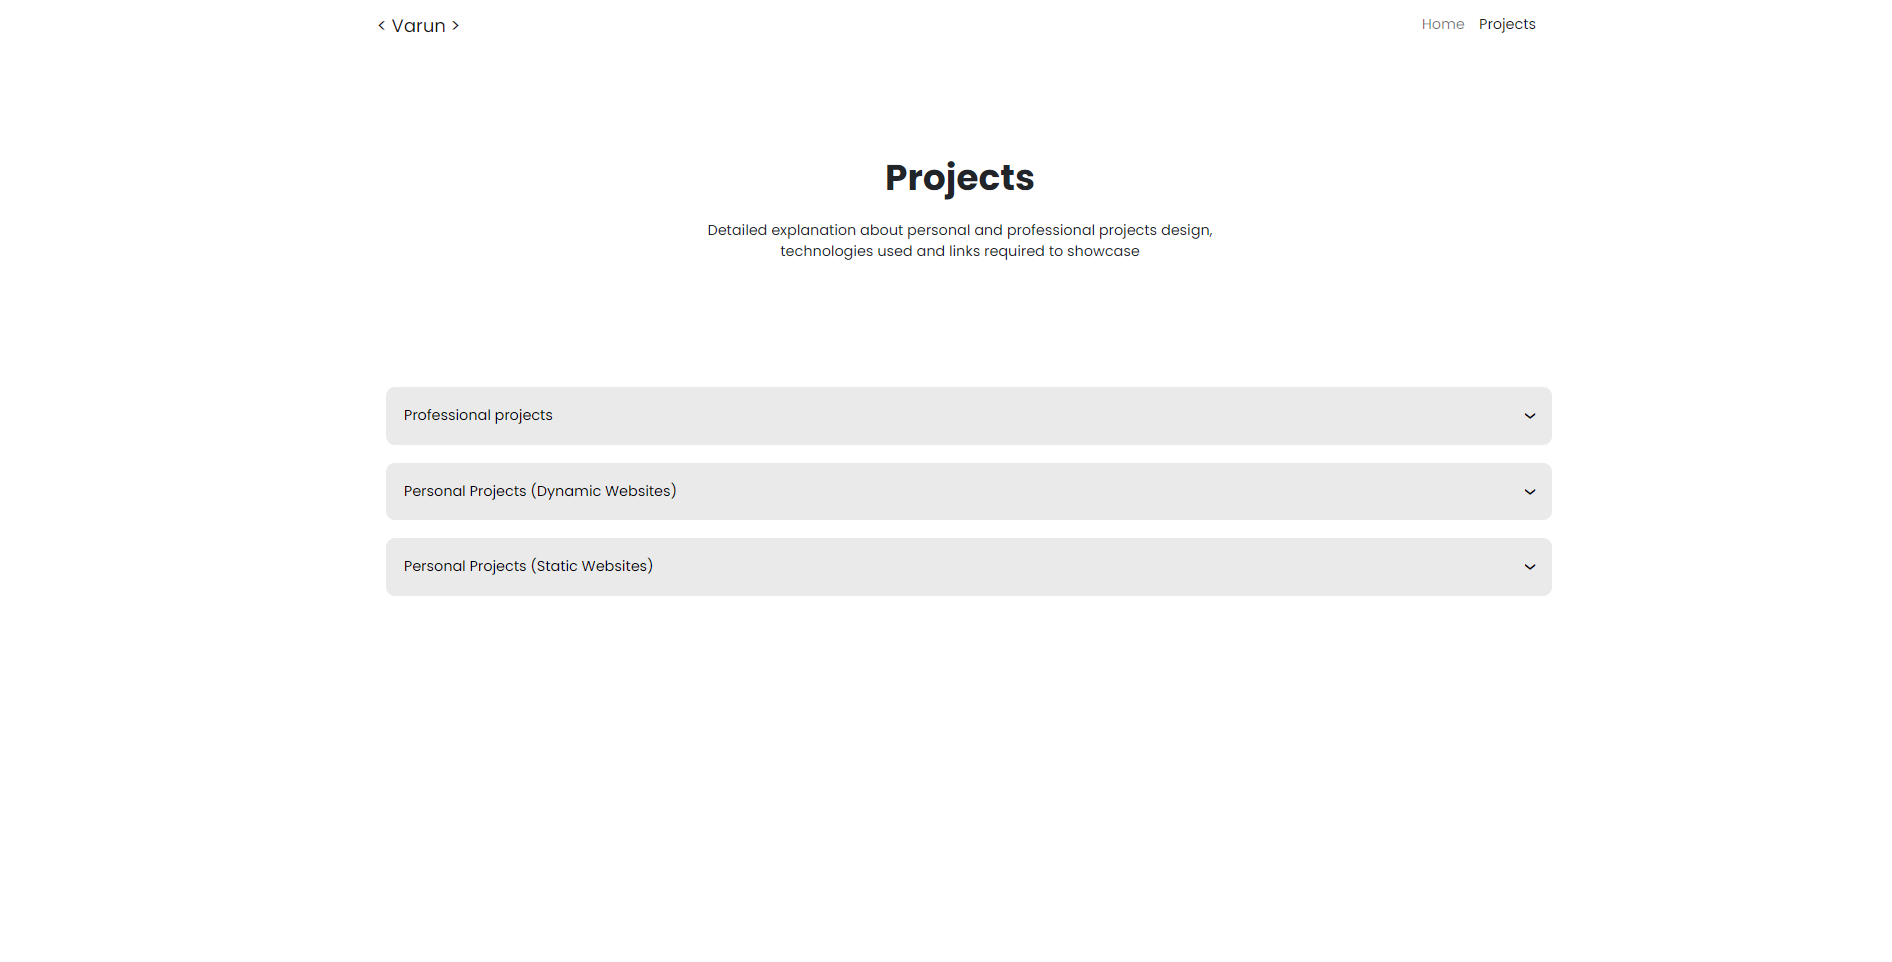 < Varun >
Home Projects
Projects
Detailed explanation about personal and professional projects design,
technologies used and links required to showcase
Professional projects
Personal Projects (Dynamic Websites)
Personal Projects (Static Websites)